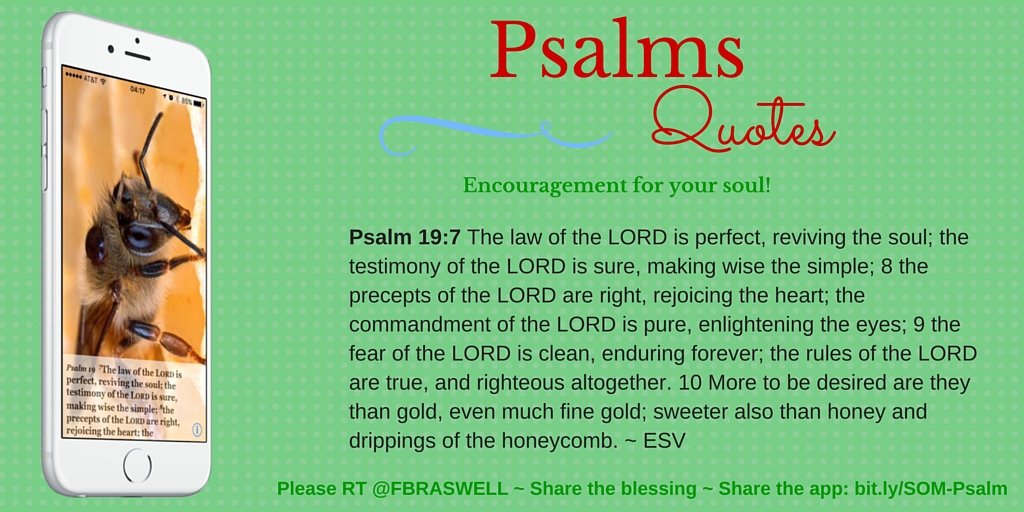 Psalms
Quotes
Encouragement for your soul!
Psalm 19:7 The law of the LORD is perfect, reviving the soul; the
testimony of the LORD is sure, making wise the simple; 8 the
precepts of the LORD are right, rejoicing the heart; the
commandment of the LORD is pure, enlightening the eyes; 9 the
fear of the LORD is clean, enduring forever; the rules of the LORD
are true, and righteous altogether. 10 More to be desired are they
than gold, even much fine gold; sweeter also than honey and
drippings of the honeycomb. ~ ESV
Please RT @FBRASWELL ~ Share the blessing ~ Share the app: bit.ly/SOM-Psalm
AT&T 04:17 85%
Psalm 19 7The law of the LORD is
perfect, reviving the soul; the
testimony of the LORD is sure,
making wise the simple; 8the
precepts of the LORD are right,
rejoicing the heart; the